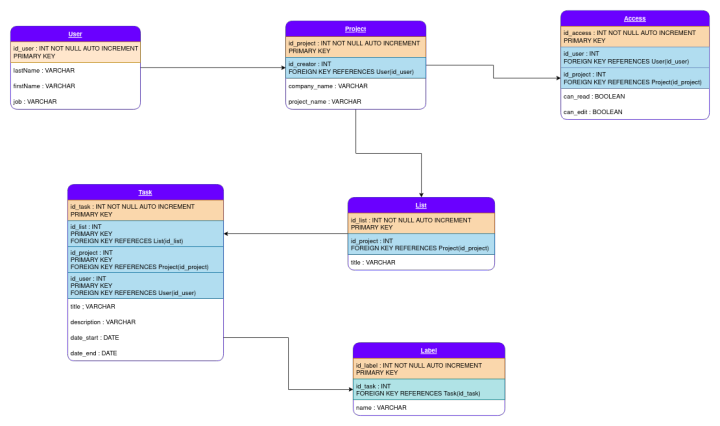 User
id_user : INT NOT NULL AUTO INCREMENT
PRIMARY KEY
lastName : VARCHAR
firstName : VARCHAR
job : VARCHAR
Project
id_project : INT NOT NULL AUTO INCREMENT
PRIMARY KEY
id_creator : INT
FOREIGN KEY REFERENCES User(id_user)
company_name : VARCHAR
project_name : VARCHAR
Access
id_access : INT NOT NULL AUTO INCREMENT
PRIMARY KEY
id_user : INT
FOREIGN KEY REFERENCES User(id_user)
id_project : INT
FOREIGN KEY REFERENCES Project(id_project)
can_read : BOOLEAN
can_edit : BOOLEAN
Task
id_task : INT NOT NULL AUTO INCREMENT
PRIMARY KEY
id_list : INT
PRIMARY KEY
FOREIGN KEY REFERECES List(id_list)
id_project : INT
PRIMARY KEY
FOREIGN KEY REFERENCES Project(id_project)
id_user : INT
PRIMARY KEY
FOREIGN KEY REFERENCES User(id_user)
title ; VARCHAR
description : VARCHAR
date_start : DATE
date_end : DATE
List
id_list : INT NOT NULL AUTO INCREMENT
PRIMARY KEY
id_project : INT
FOREIGN KEY REFERENCES Project(id_project)
title : VARCHAR
Label
id_label : INT NOT NULL AUTO INCREMENT
PRIMARY KEY
id_task : INT
FOREIGN KEY REFERENCES Task(id_task)
name : VARCHAR